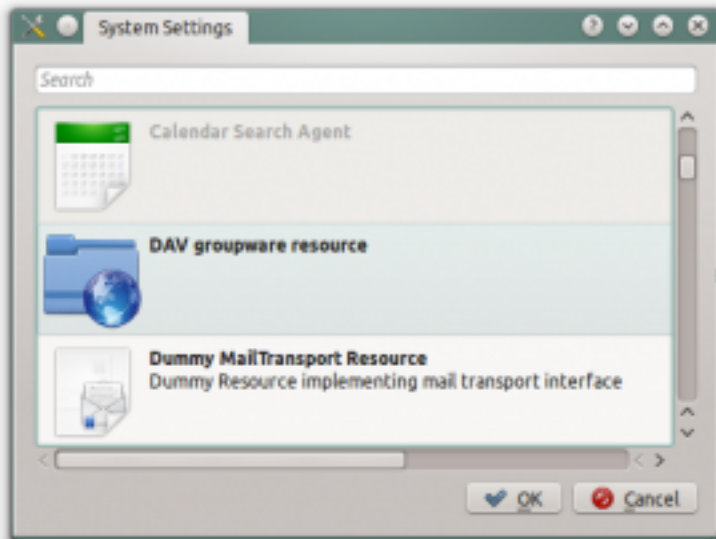 System Settings
Search
Calendar Search Agent
DAV groupware resource
Dummy MailTransport Resource
Dummy Resource implementing mail transport interface
OK
Cancel